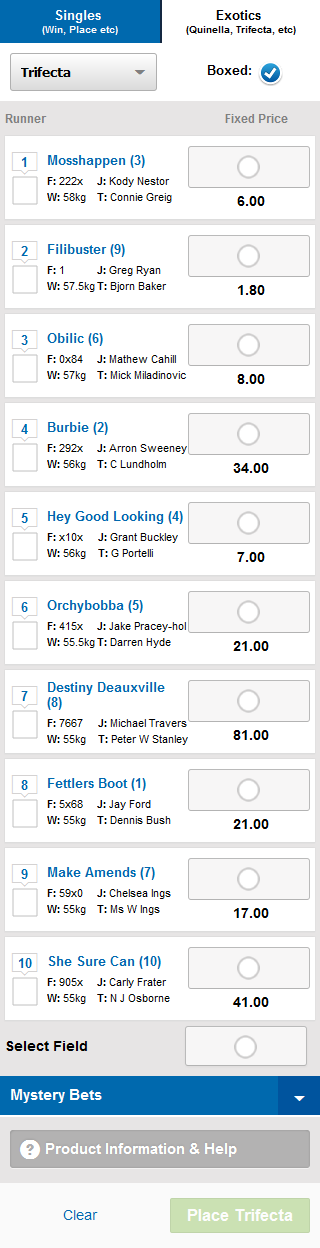 Singles
(Win, Place etc)
Exotics
(Quinella, Trifecta, etc)
Trifecta
Boxed:
Runner Fixed Price
1 Mosshappen (3)
F: 222x J: Kody Nestor
W: 58kg T: Connie Greig
6.00
2 Filibuster (9)
F: 1 J: Greg Ryan
W: 57.5kg T: Bjorn Baker
1.80
3 Obilic (6)
F: 0x84 J: Mathew Cahill
W: 57kg T: Mick Miladinovic
8.00
4 Burbie (2)
F: 292x J: Arron Sweeney
W: 56kg T: C Lundholm
34.00
5 Hey Good Looking (4)
F: x10x J: Grant Buckley
W: 56kg T: G Portelli
7.00
6 Orchybobba (5)
F: 415x J: Jake Pracey-hol
W: 55.5kg T: Darren Hyde
21.00
7 Destiny Deauxville
(8)
F: 7667 J: Michael Travers
W: 55kg T: Peter W Stanley
81.00
8 Fettlers Boot (1)
F: 5x68 J: Jay Ford
W: 55kg T: Dennis Bush
21.00
9 Make Amends (7)
F: 59x0 J: Chelsea Ings
W: 55kg T: Ms W Ings
17.00
10 She Sure Can (10)
F: 905x J: Carly Frater
W: 55kg T: N J Osborne
41.00
Select Field
Mystery Bets
? Product Information & Help
Clear Place Trifecta